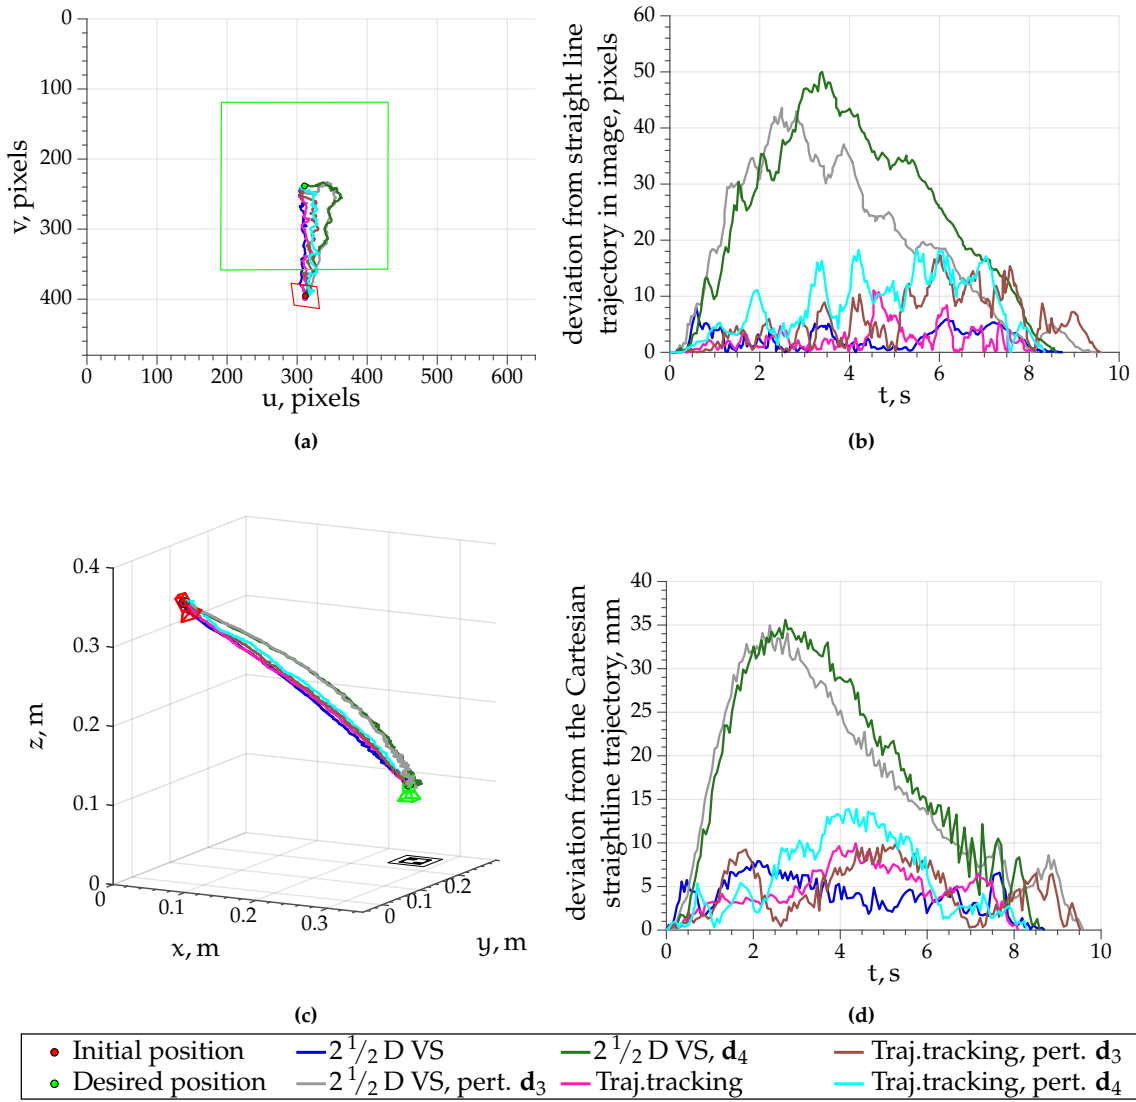 0
100
200
300
400
v, pixels
0 100 200 300 400 500 600
u, pixels
(a)
60
50
40
30
20
10
0
deviation from straight line
trajectory in image, pixels
0 2 4 6 8 10
t, s
(b)
0.4
0.3
0.2
0.1
0
z, m
0 0.1 0.2 0.3
x, m
0 0.1 0.2
y, m
(c)
40
35
30
25
20
15
10
5
0
deviation from the Cartesian
straightline trajectory, mm
0 2 4 6 8 10
t, s
(d)
Initial position
2 1/2 D VS
2 1/2 D VS, d4
Traj.tracking, pert. d3
Desired position
2 1/2 D VS, pert. d3
Traj.tracking
Traj.tracking, pert. d4